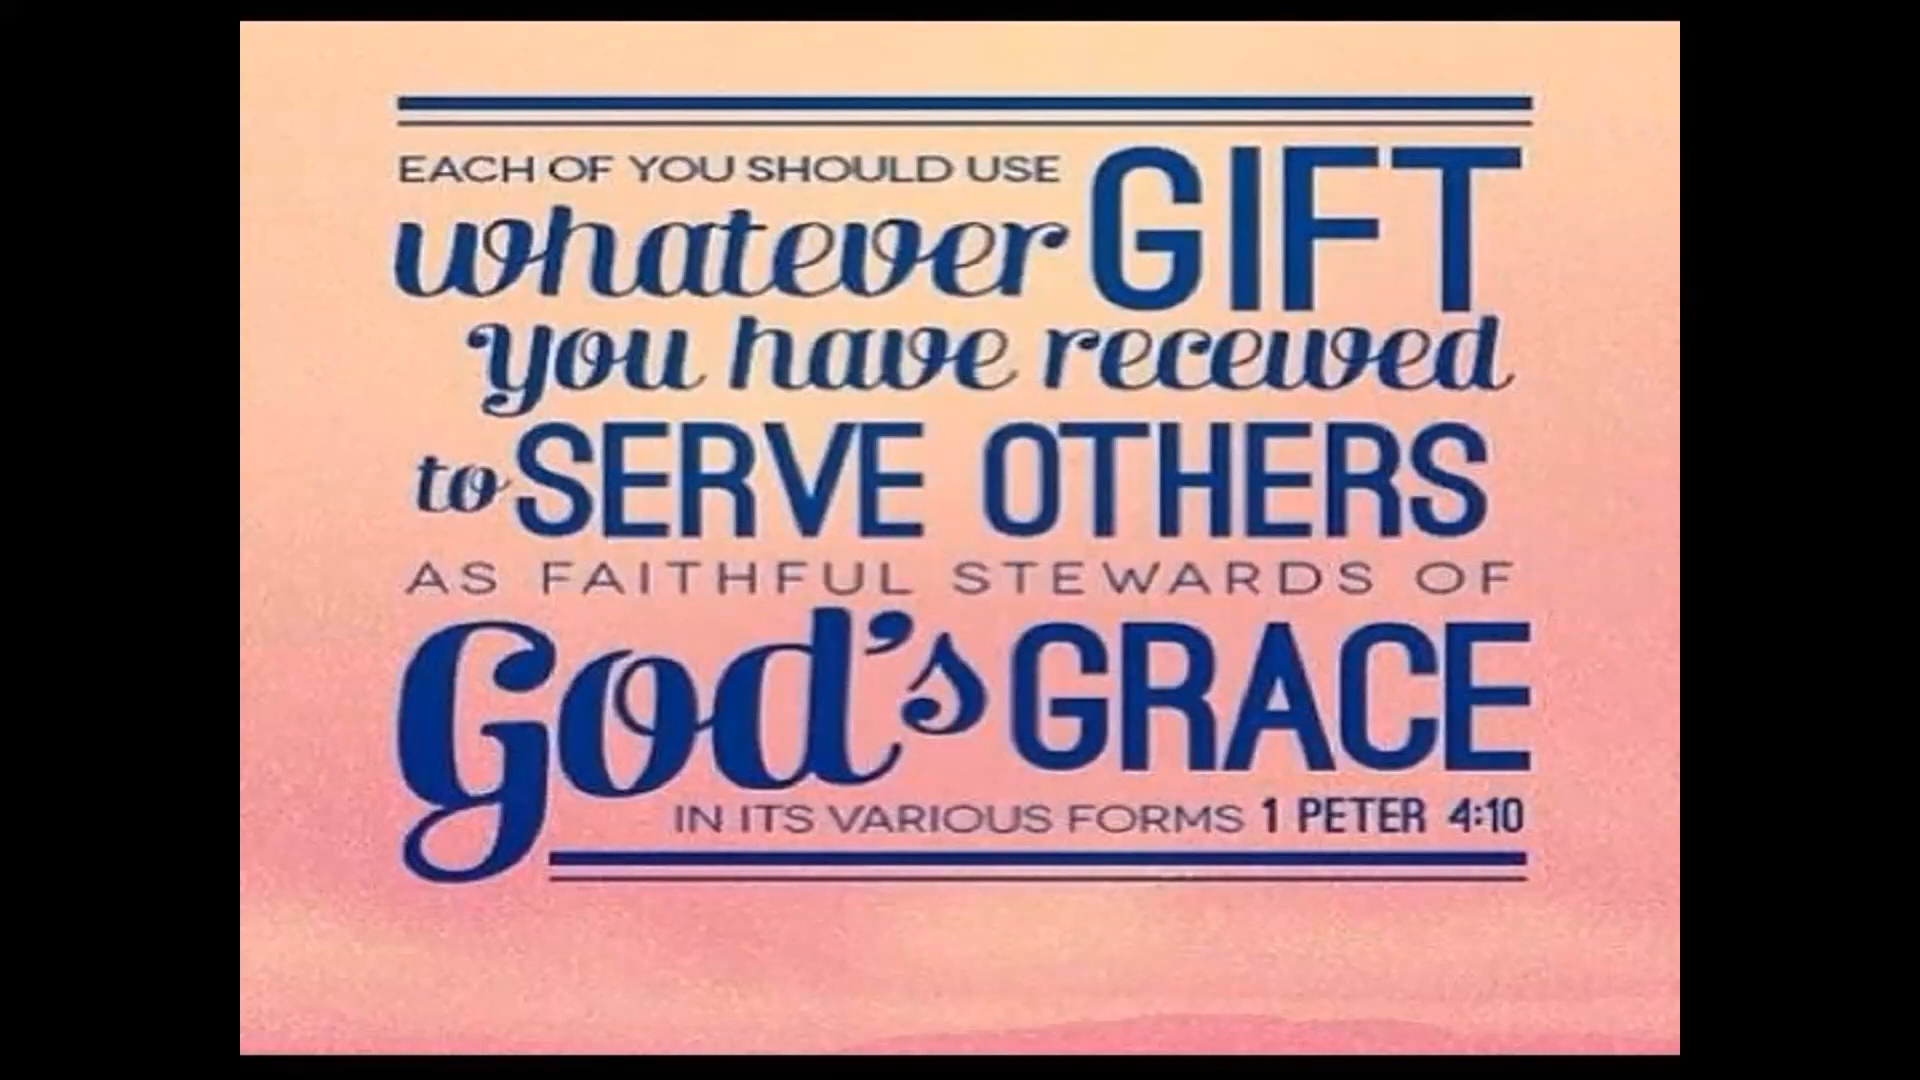 EACH OF YOU SHOULD USE
whatever GIFT
you have received
to SERVE OTHERS
AS FAITHFUL STEWARDS OF
God's GRACE
IN ITS VARIOUS FORMS 1 PETER 4:10